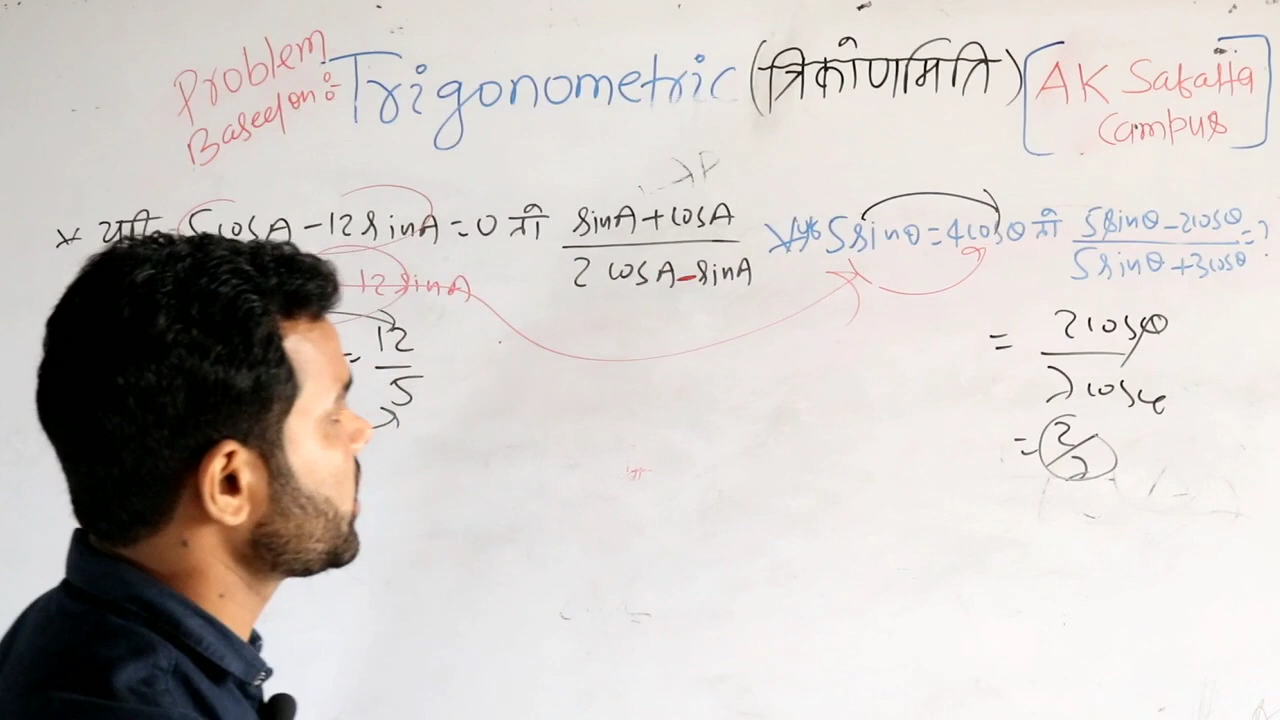 Problem
Based on :
Trigonometric (त्रिकोणमिति)
AK Safalta
Campus
* यदि 5cosA - 12sinA = 0 तो (sinA + cosA)/(2cosA - sinA)
12sinA
= 12/5
5sinθ = 4cosθ तो (5sinθ - 2cosθ)/(5sinθ + 3cosθ) = ?
= 2cosθ/7cosθ
= 2/7